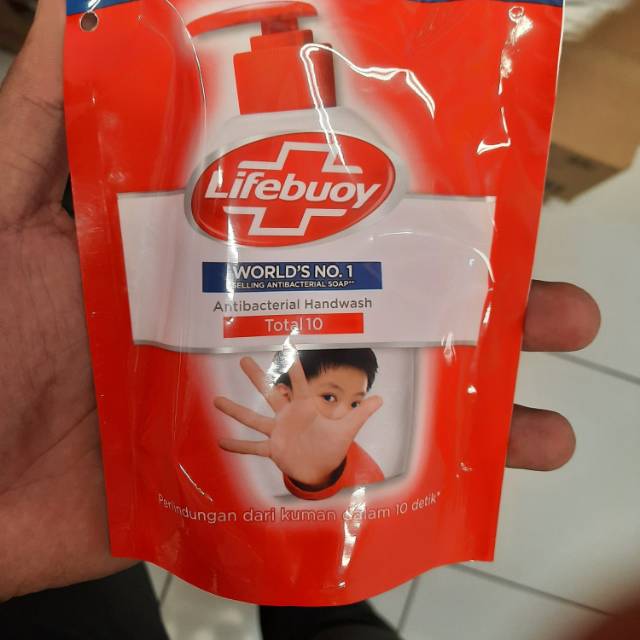 Lifebuoy
WORLD'S NO. 1
SELLING ANTIBACTERIAL SOAP**
Antibacterial Handwash
Total 10
Perlindungan dari kuman dalam 10 detik*